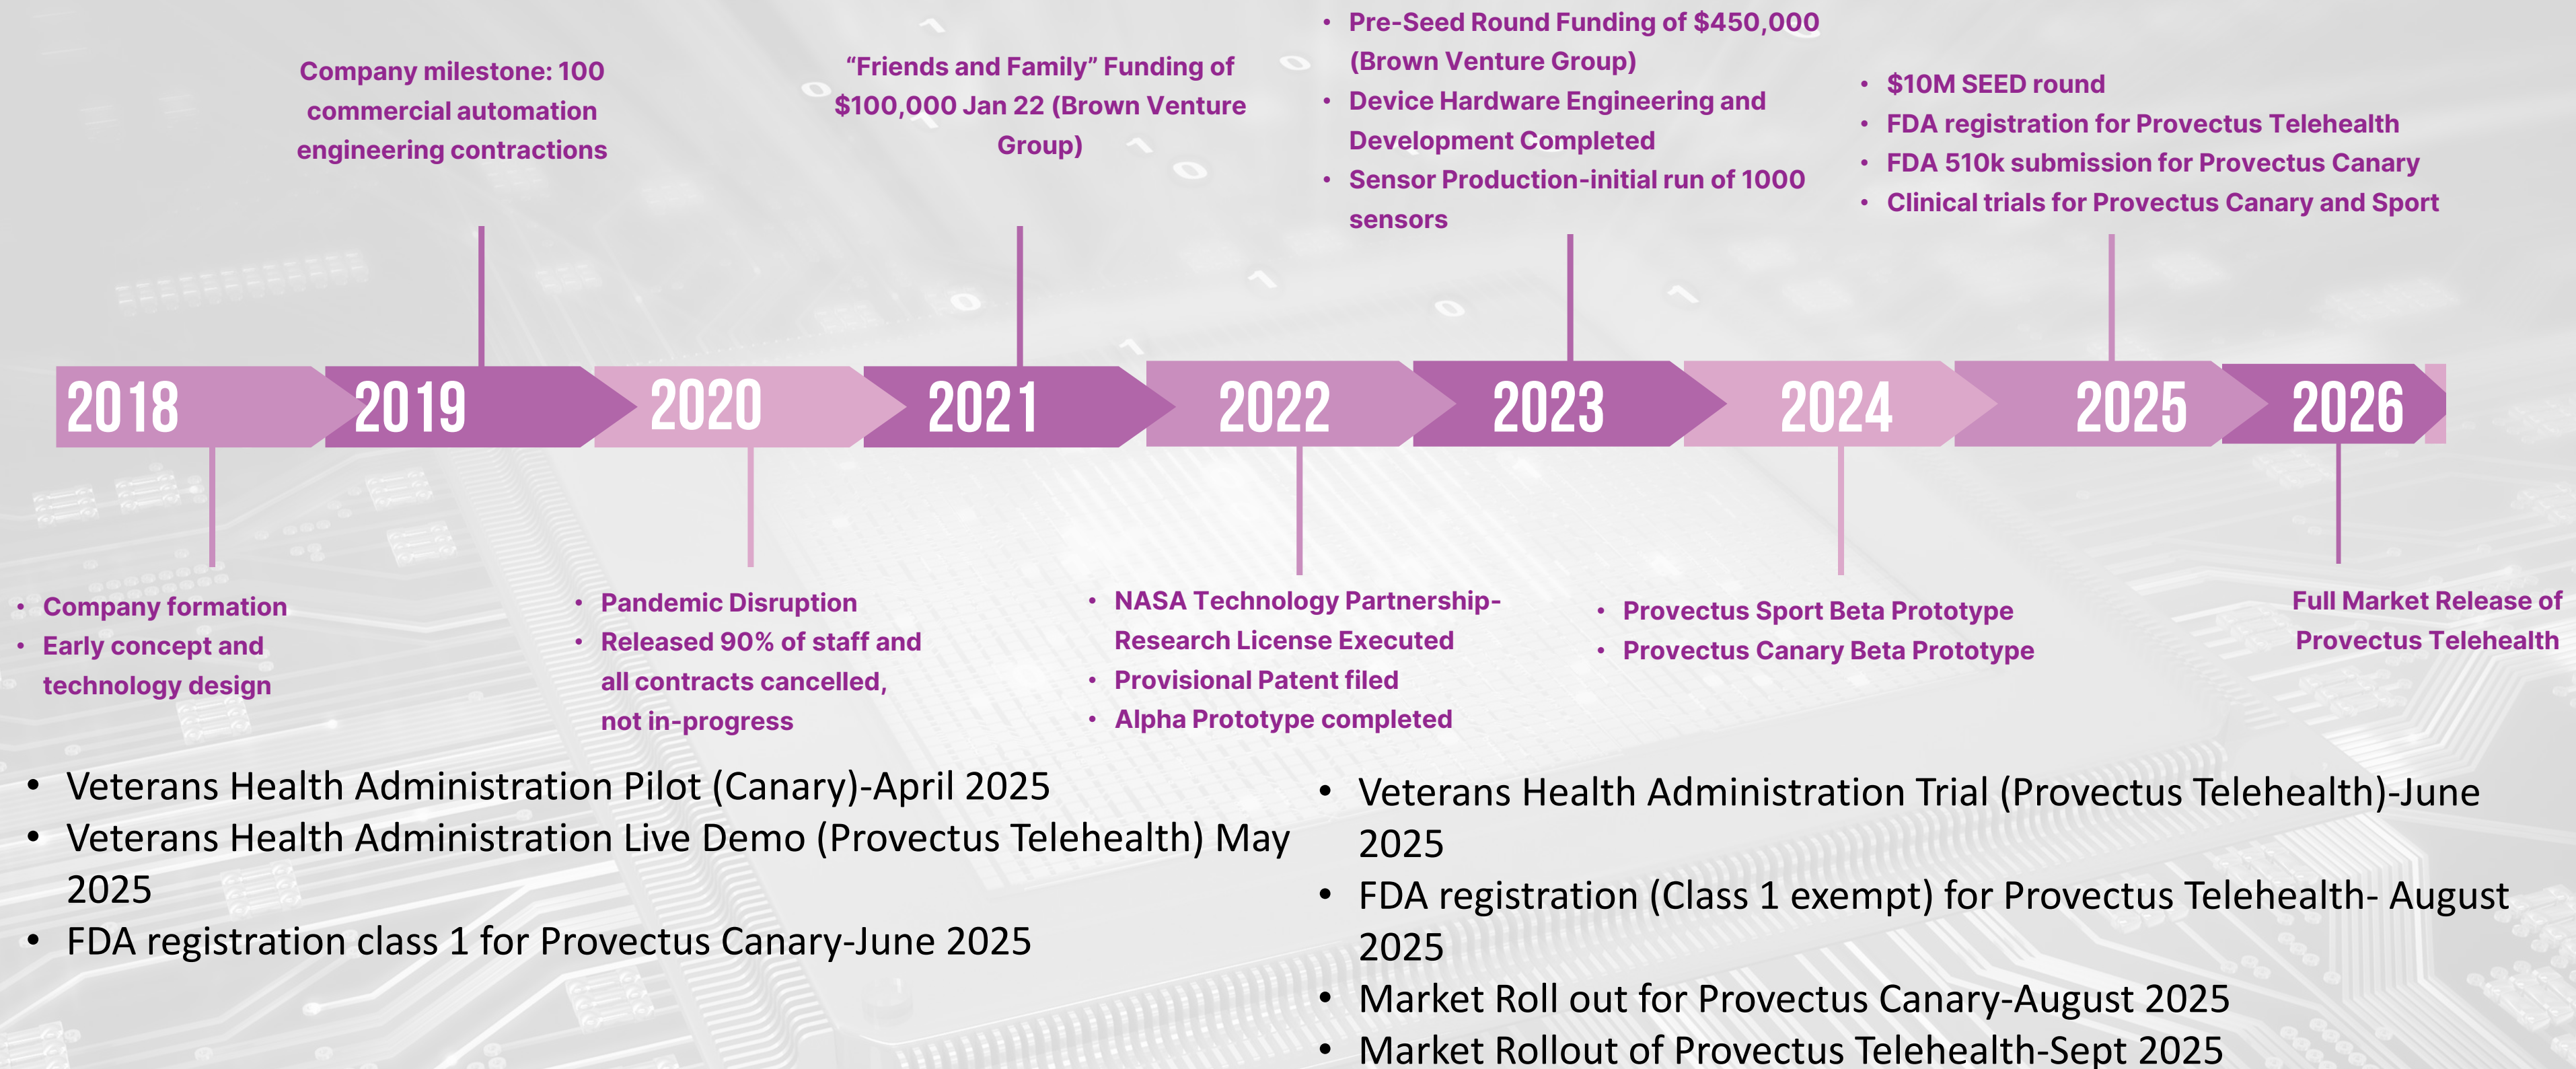 Company milestone: 100
commercial automation
engineering contractions
“Friends and Family” Funding of
$100,000 Jan 22 (Brown Venture
Group)
• Pre-Seed Round Funding of $450,000
(Brown Venture Group)
• Device Hardware Engineering and
Development Completed
• Sensor Production-initial run of 1000
sensors
• $10M SEED round
• FDA registration for Provectus Telehealth
• FDA 510k submission for Provectus Canary
• Clinical trials for Provectus Canary and Sport
2018 2019 2020 2021 2022 2023 2024 2025 2026
• Company formation
• Early concept and
technology design
• Pandemic Disruption
• Released 90% of staff and
all contracts cancelled,
not in-progress
• NASA Technology Partnership-
Research License Executed
• Provisional Patent filed
• Alpha Prototype completed
• Provectus Sport Beta Prototype
• Provectus Canary Beta Prototype
Full Market Release of
Provectus Telehealth
• Veterans Health Administration Pilot (Canary)-April 2025
• Veterans Health Administration Live Demo (Provectus Telehealth) May
2025
• FDA registration class 1 for Provectus Canary-June 2025
• Veterans Health Administration Trial (Provectus Telehealth)-June
2025
• FDA registration (Class 1 exempt) for Provectus Telehealth- August
2025
• Market Roll out for Provectus Canary-August 2025
• Market Rollout of Provectus Telehealth-Sept 2025